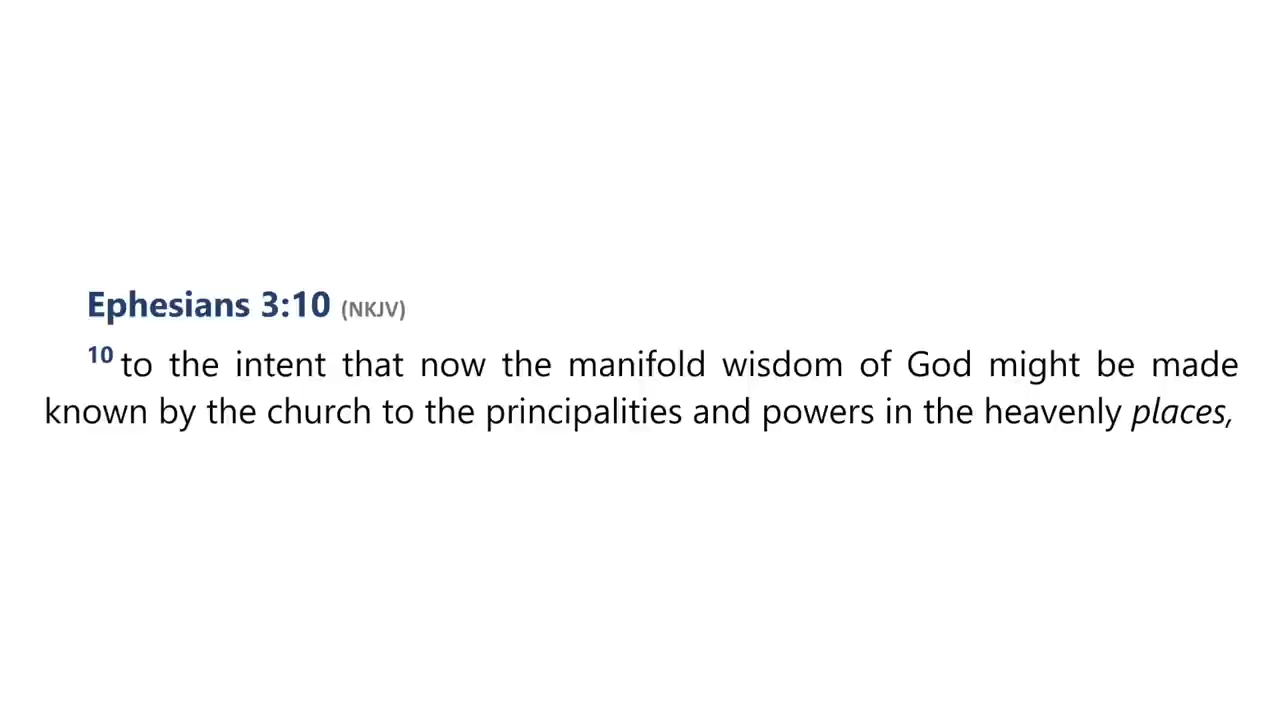 Ephesians 3:10 (NKJV)
10 to the intent that now the manifold wisdom of God might be made
known by the church to the principalities and powers in the heavenly places,